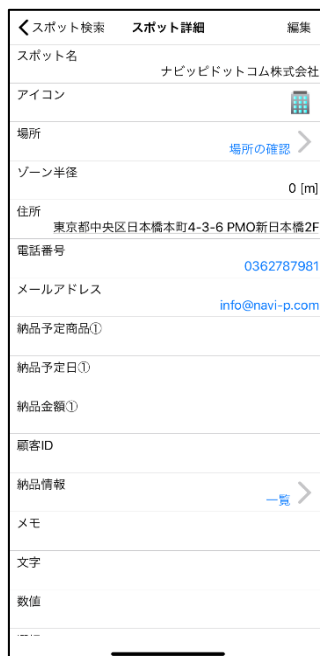 スポット検索 スポット詳細 編集
スポット名
ナビッピドットコム株式会社
アイコン
場所
場所の確認
ゾーン半径
0 [m]
住所
東京都中央区日本橋本町4-3-6 PMO新日本橋2F
電話番号
0362787981
メールアドレス
info@navi-p.com
納品予定商品①
納品予定日①
納品金額①
顧客ID
納品情報
一覧
メモ
文字
数値